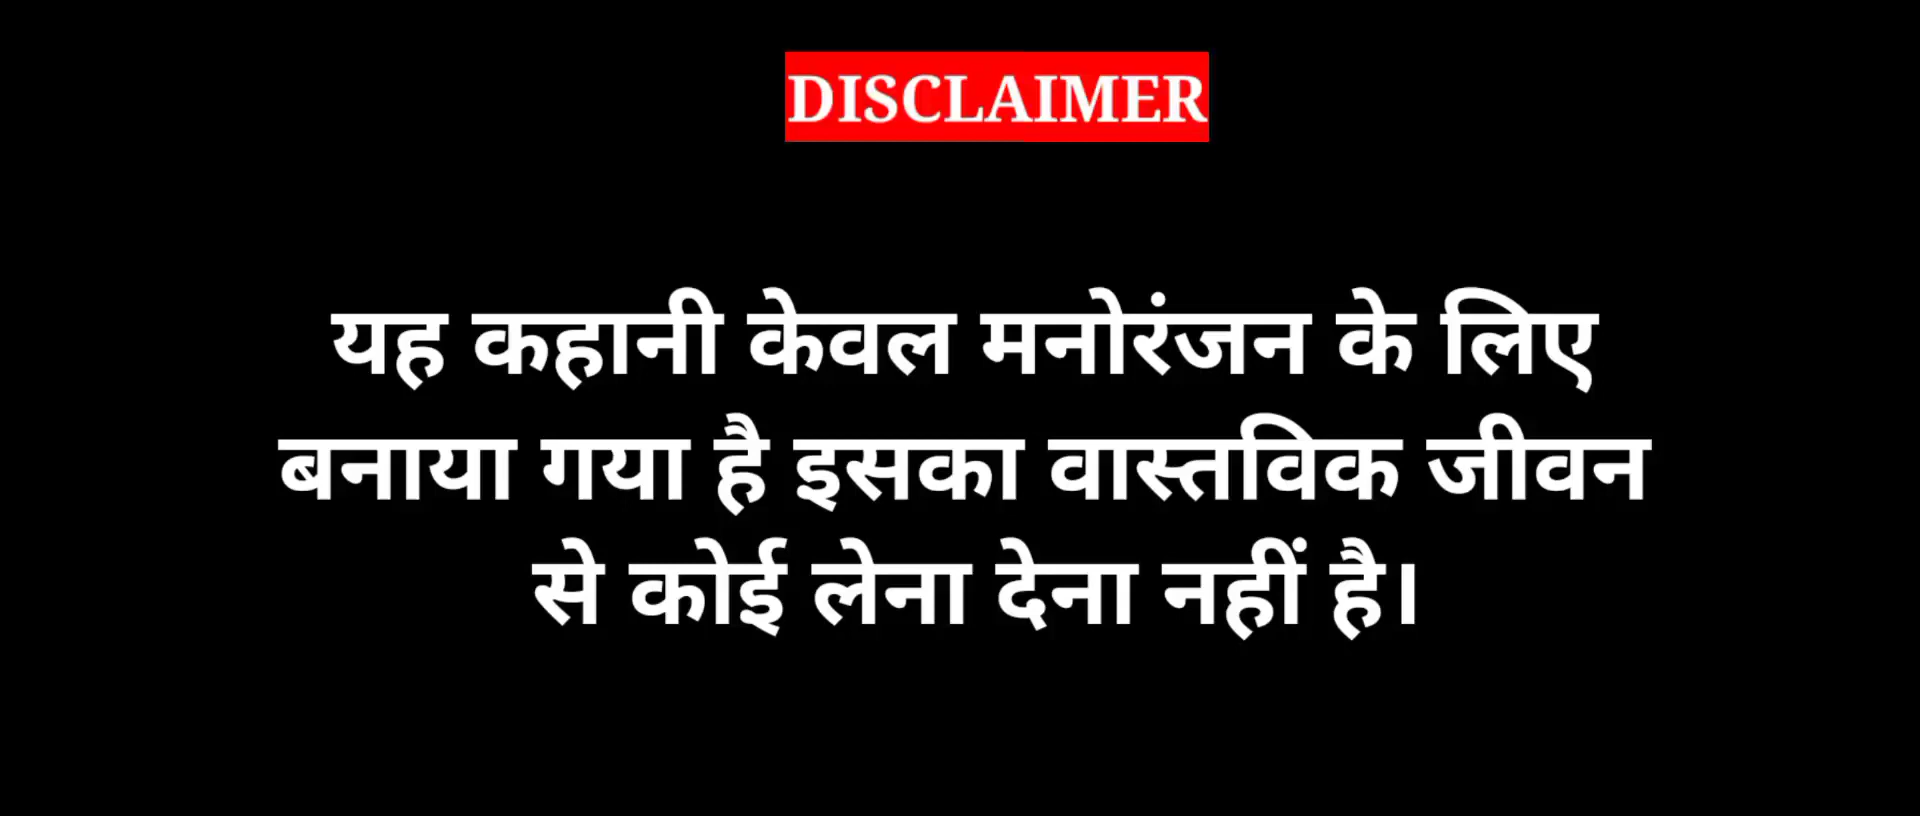 DISCLAIMER
यह कहानी केवल मनोरंजन के लिए
बनाया गया है इसका वास्तविक जीवन
से कोई लेना देना नहीं है।